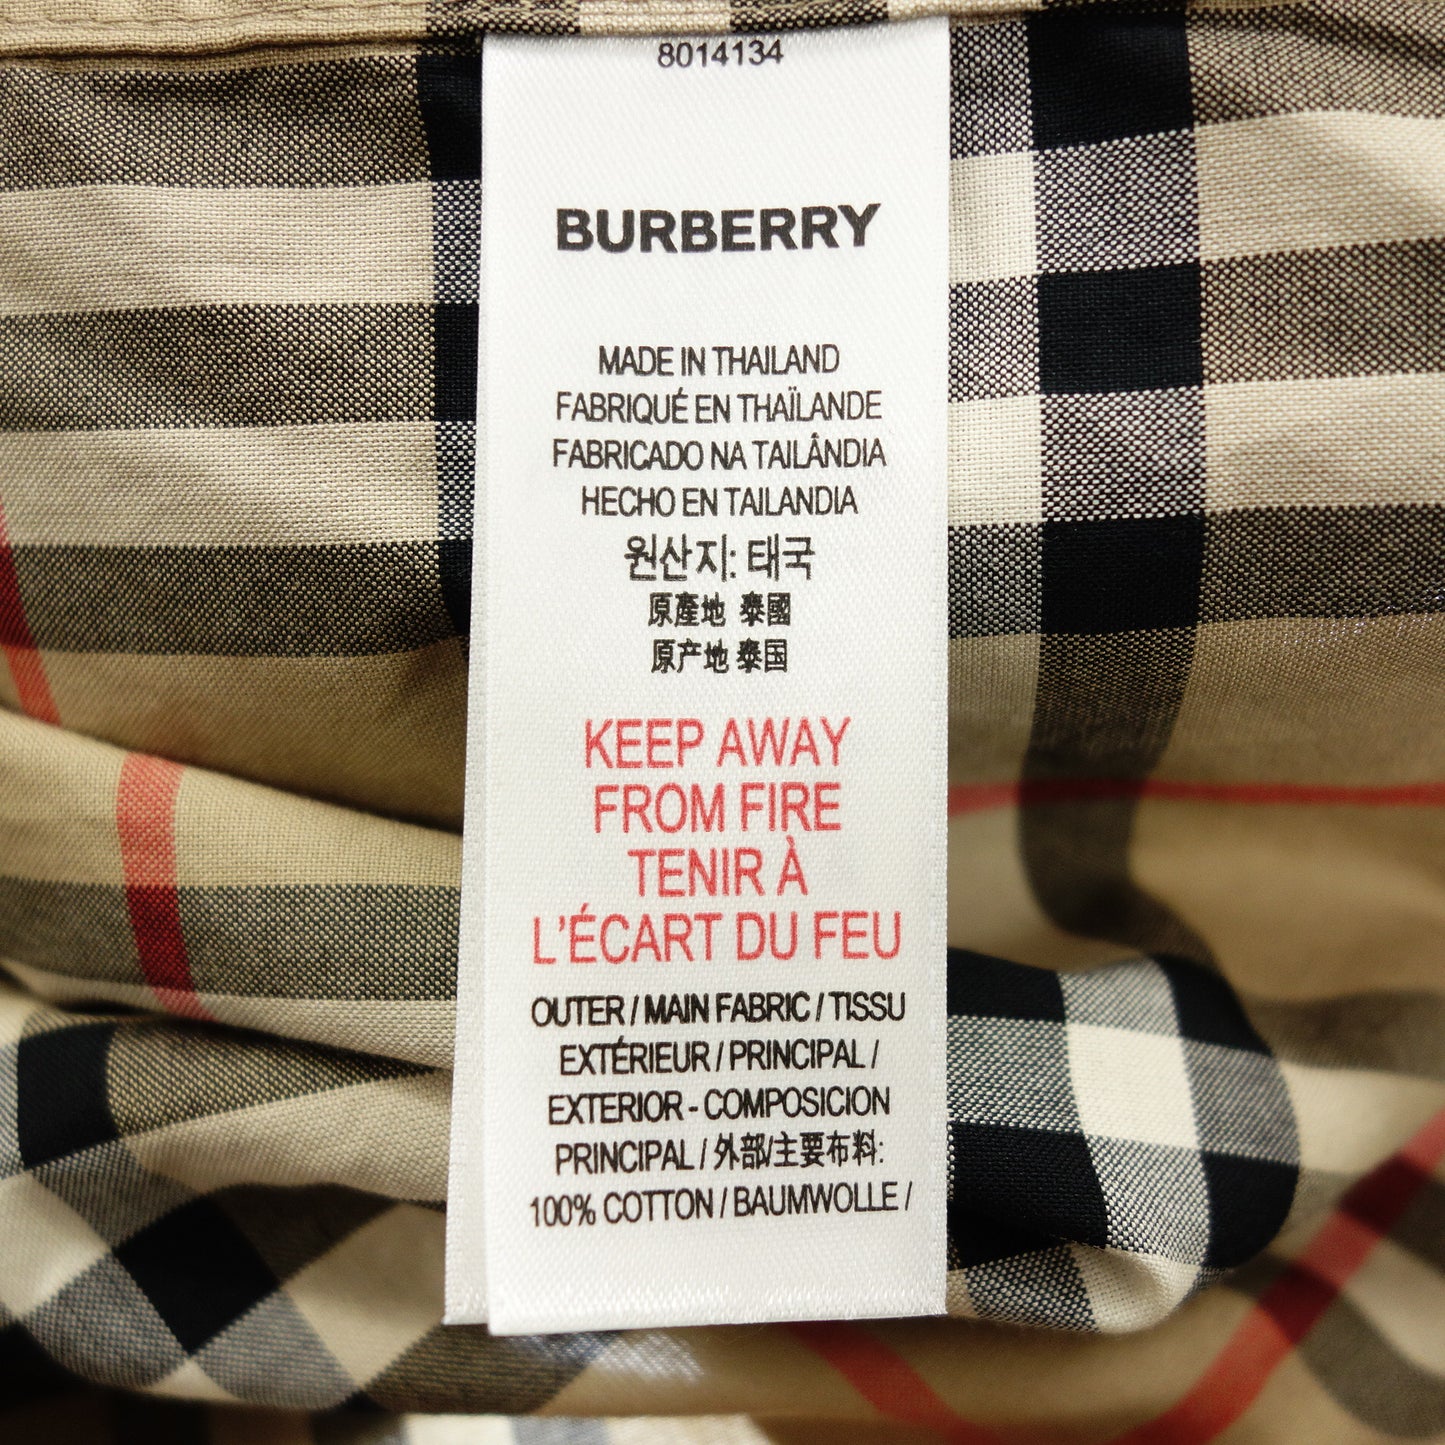 8014134
BURBERRY
MADE IN THAILAND
FABRIQUÉ EN THAÏLANDE
FABRICADO NA TAILÂNDIA
HECHO EN TAILANDIA
원산지: 태국
原產地 泰國
原产地 泰国
KEEP AWAY
FROM FIRE
TENIR À
L'ÉCART DU FEU
OUTER / MAIN FABRIC / TISSU
EXTÉRIEUR / PRINCIPAL /
EXTERIOR - COMPOSICION
PRINCIPAL / 外部/主要布料:
100% COTTON / BAUMWOLLE /